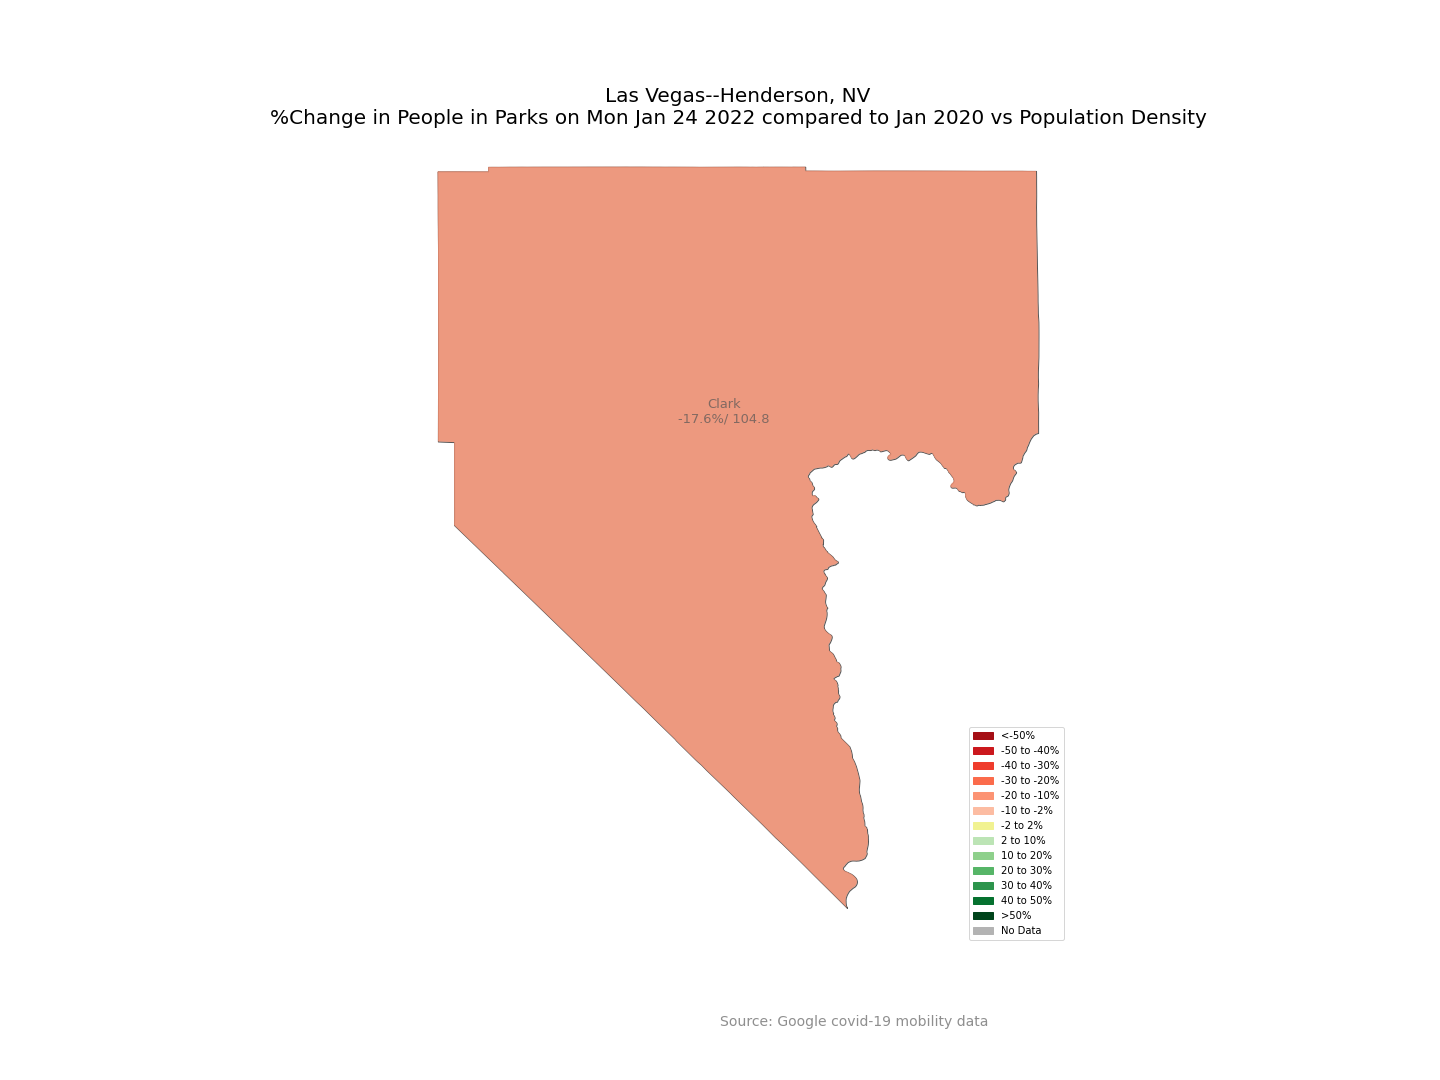 Las Vegas--Henderson, NV
%Change in People in Parks on Mon Jan 24 2022 compared to Jan 2020 vs Population Density
Clark
-17.6%/ 104.8
<-50%
-50 to -40%
-40 to -30%
-30 to -20%
-20 to -10%
-10 to -2%
-2 to 2%
2 to 10%
10 to 20%
20 to 30%
30 to 40%
40 to 50%
>50%
No Data
Source: Google covid-19 mobility data